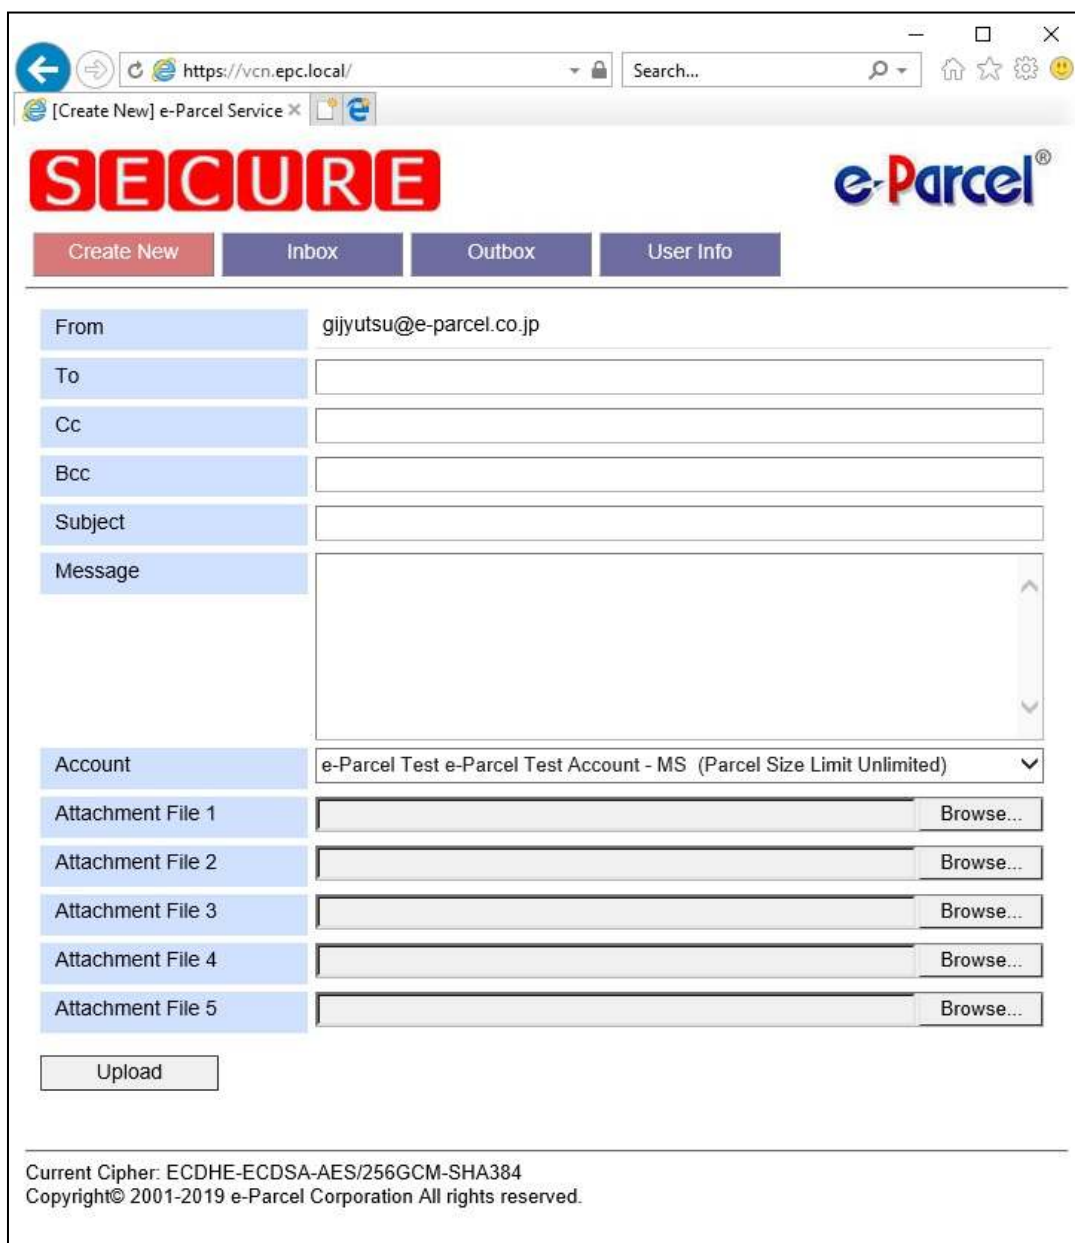 https://vcn.epc.local/
Search...
[Create New] e-Parcel Service
SECURE
e-Parcel®
Create New Inbox Outbox User Info
From gijyutsu@e-parcel.co.jp
To
Cc
Bcc
Subject
Message
Account e-Parcel Test e-Parcel Test Account - MS (Parcel Size Limit Unlimited)
Attachment File 1 Browse...
Attachment File 2 Browse...
Attachment File 3 Browse...
Attachment File 4 Browse...
Attachment File 5 Browse...
Upload
Current Cipher: ECDHE-ECDSA-AES/256GCM-SHA384
Copyright© 2001-2019 e-Parcel Corporation All rights reserved.